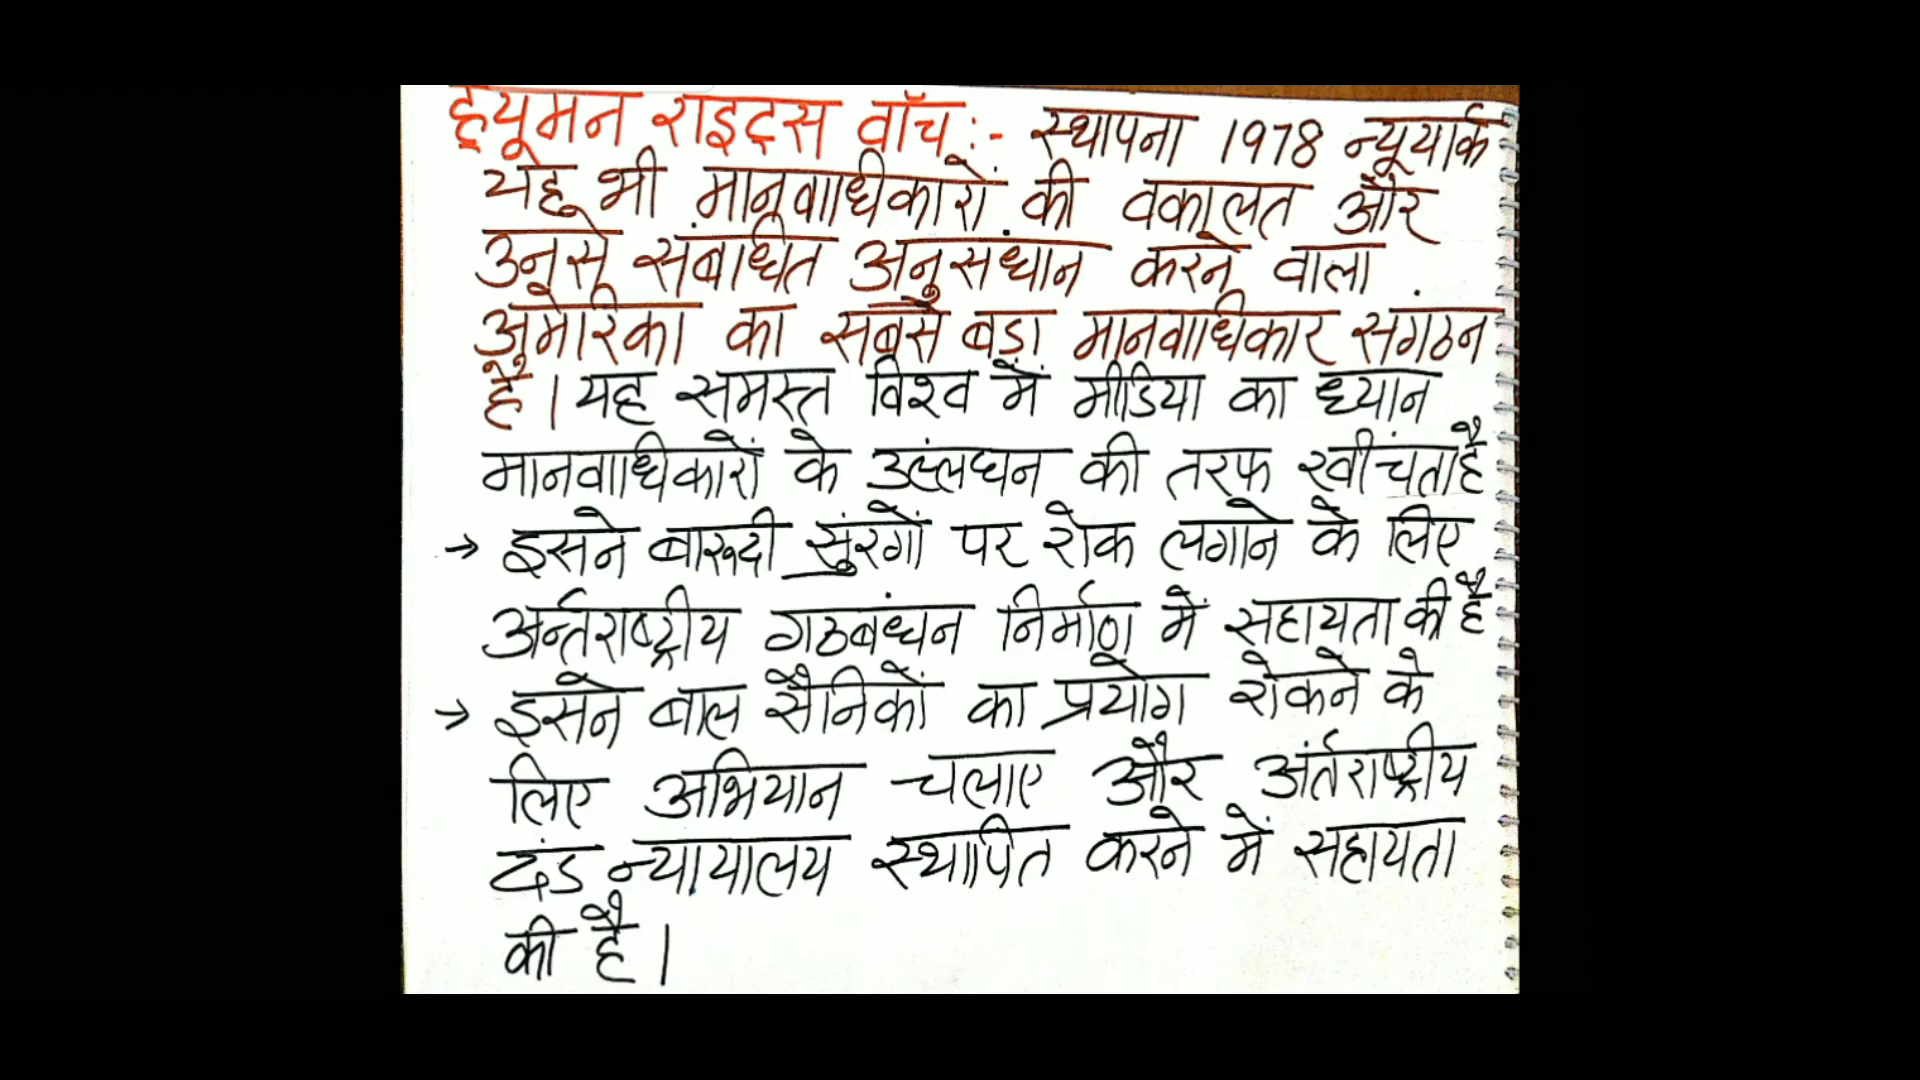 ह्यूमन राइट्स वॉच :- स्थापना 1978 न्यूयार्क
यह भी मानवाधिकारों की वकालत और
उनसे संबंधित अनुसंधान करने वाला
अमेरिका का सबसे बडा मानवाधिकार संगठन
है। यह समस्त विश्व में मीडिया का ध्यान
मानवाधिकारों के उल्लंघन की तरफ खींचता है
→ इसने बारूदी सुंरगों पर रोक लगाने के लिए
अर्न्तराष्ट्रीय गठबंधन निर्माण में सहायता की है
→ इसने बाल सैनिकों का प्रयोग रोकने के
लिए अभियान चलाए और अंर्तराष्ट्रीय
दंड न्यायालय स्थापित करने में सहायता
की है।